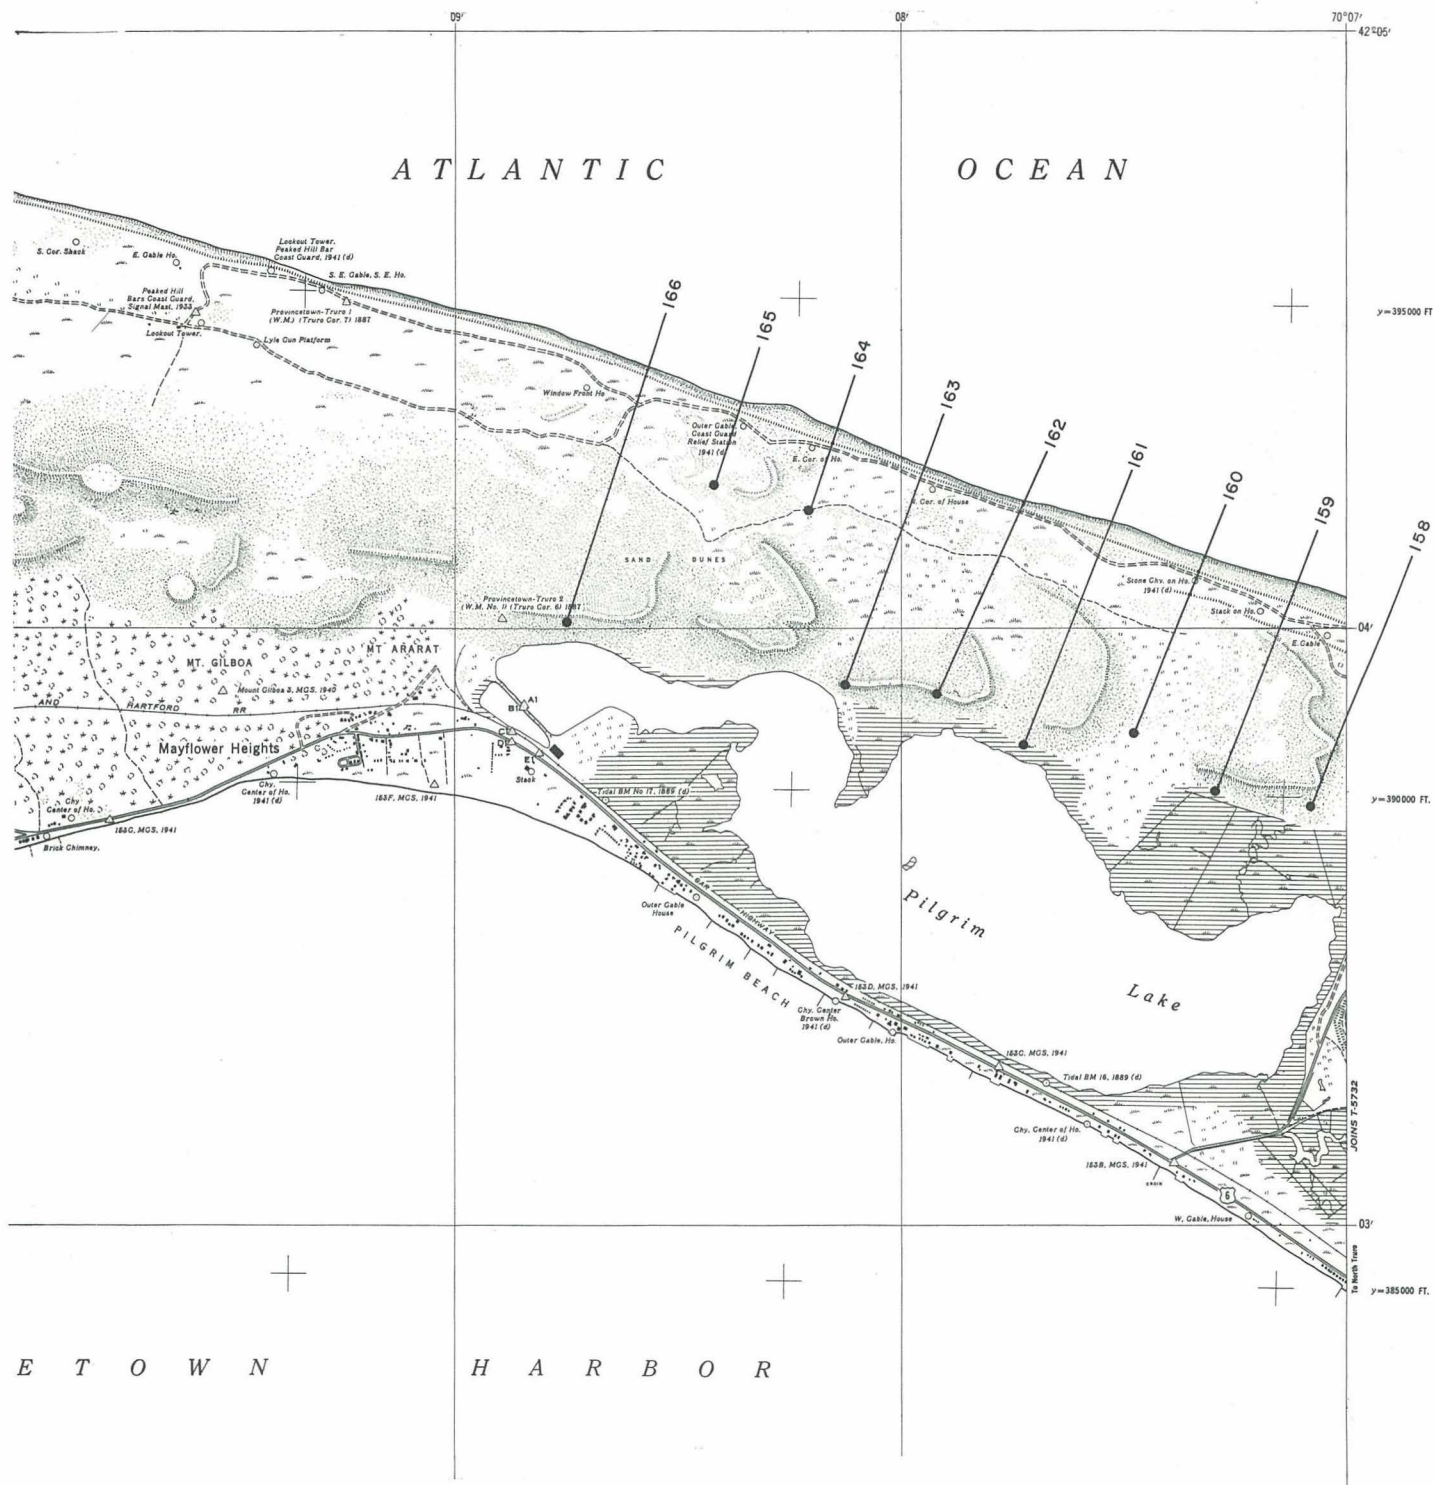 09'
08'
70°07'
42°05'
ATLANTIC OCEAN
S. Cor. Shack
E. Gable Ho.
Lookout Tower.
Peaked Hill Bar
Coast Guard, 1941 (d)
S. E. Gable, S. E. Ho.
Peaked Hill
Bars Coast Guard,
Signal Mast, 1933
Lookout Tower.
Provincetown-Truro 1
(W.M.) (Truro Cor. 7) 1887
Lyle Gun Platform
166
165
164
163
162
161
160
159
158
y=395000 FT
Window Front Ho
Outer Gable,
Coast Guard
Relief Station
1941 (d)
E. Cor. of Ho.
Cor. of House
SAND DUNES
Provincetown-Truro 2
(W.M. No. 11 (Truro Cor. 6) 1887
Stone Chy. on Ho.
1941 (d)
Stack on Ho.
E. Gable
04'
MT. GILBOA
MT ARARAT
Mount Gilboa 3, MGS, 1940
AND HARTFORD RR
Mayflower Heights
A1
B1
C1
D1
E1
Stack
Chy.
Center of Ho.
1941 (d)
Chy
Center of Ho.
153G, MGS, 1941
Brick Chimney.
153F, MGS, 1941
Tidal BM No 17, 1889 (d)
y=390000 FT.
Outer Gable
House
HIGHWAY
PILGRIM BEACH
Pilgrim
Lake
153D, MGS, 1941
Chy. Center
Brown Ho.
1941 (d)
Outer Gable, Ho.
153C, MGS, 1941
Tidal BM 16, 1889 (d)
Chy. Center of Ho.
1941 (d)
153B, MGS, 1941
6
W. Gable, House
JOINS T-5732
03'
To North Truro
y=385000 FT.
ETOWN HARBOR